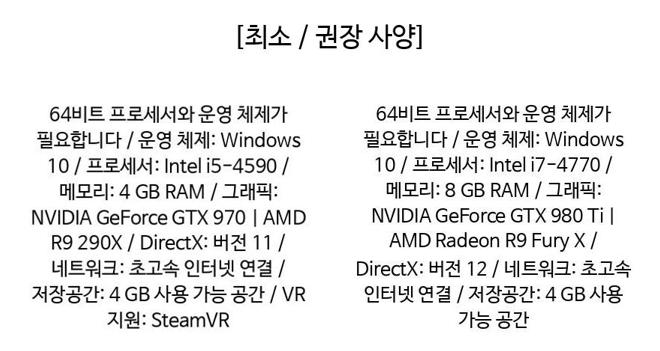 [최소 / 권장 사양]
64비트 프로세서와 운영 체제가
필요합니다 / 운영 체제: Windows
10 / 프로세서: Intel i5-4590 /
메모리: 4 GB RAM / 그래픽:
NVIDIA GeForce GTX 970 | AMD
R9 290X / DirectX: 버전 11 /
네트워크: 초고속 인터넷 연결 /
저장공간: 4 GB 사용 가능 공간 / VR
지원: SteamVR
64비트 프로세서와 운영 체제가
필요합니다 / 운영 체제: Windows
10 / 프로세서: Intel i7-4770 /
메모리: 8 GB RAM / 그래픽:
NVIDIA GeForce GTX 980 Ti |
AMD Radeon R9 Fury X /
DirectX: 버전 12 / 네트워크: 초고속
인터넷 연결 / 저장공간: 4 GB 사용
가능 공간